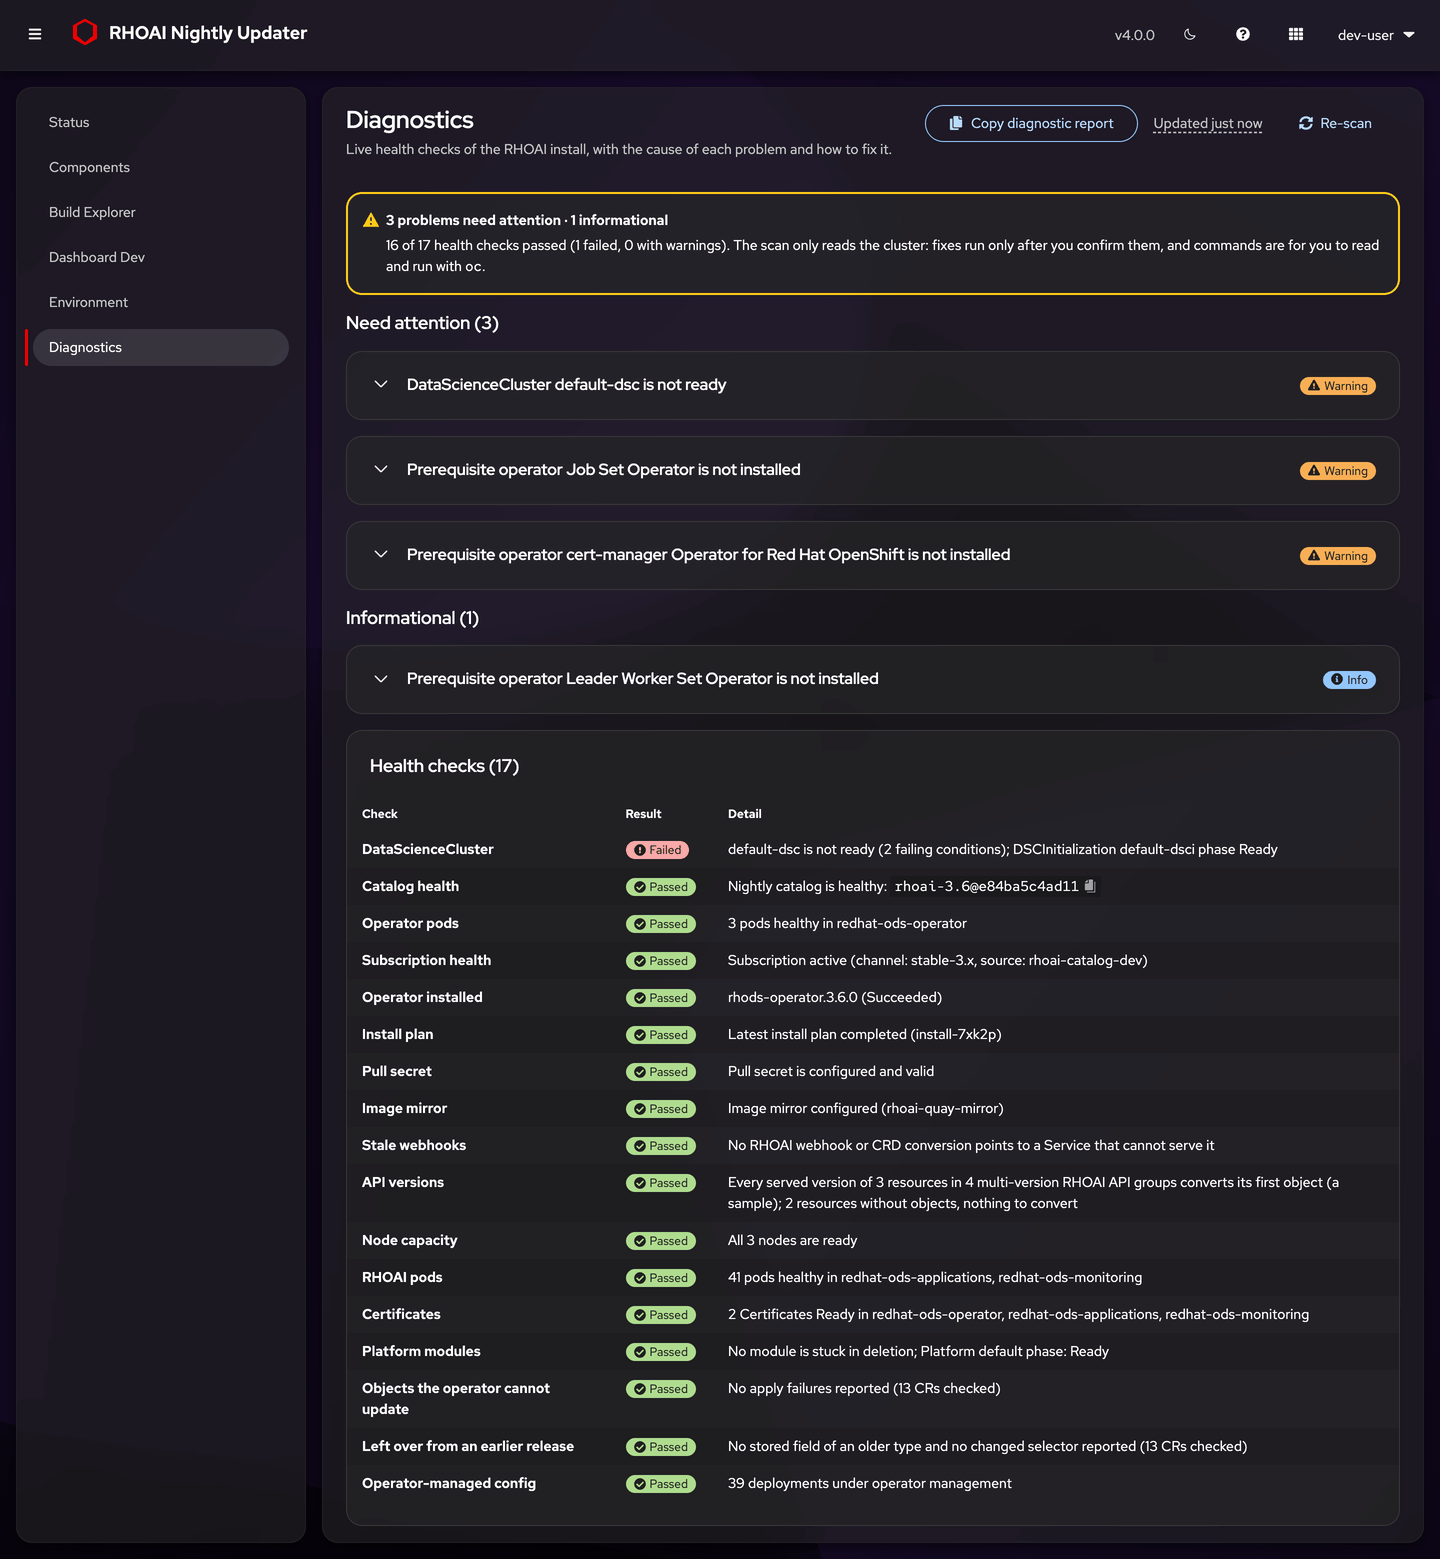 RHOAI Nightly Updater
v4.0.0
dev-user
Status
Components
Build Explorer
Dashboard Dev
Environment
Diagnostics
Diagnostics
Live health checks of the RHOAI install, with the cause of each problem and how to fix it.
Copy diagnostic report
Updated just now
Re-scan
3 problems need attention · 1 informational
16 of 17 health checks passed (1 failed, 0 with warnings). The scan only reads the cluster: fixes run only after you confirm them, and commands are for you to read
and run with oc.
Need attention (3)
DataScienceCluster default-dsc is not ready
Warning
Prerequisite operator Job Set Operator is not installed
Warning
Prerequisite operator cert-manager Operator for Red Hat OpenShift is not installed
Warning
Informational (1)
Prerequisite operator Leader Worker Set Operator is not installed
Info
Health checks (17)
Check Result Detail
DataScienceCluster Failed default-dsc is not ready (2 failing conditions); DSCInitialization default-dsci phase Ready
Catalog health Passed Nightly catalog is healthy: rhoai-3.6@e84ba5c4ad11
Operator pods Passed 3 pods healthy in redhat-ods-operator
Subscription health Passed Subscription active (channel: stable-3.x, source: rhoai-catalog-dev)
Operator installed Passed rhods-operator.3.6.0 (Succeeded)
Install plan Passed Latest install plan completed (install-7xk2p)
Pull secret Passed Pull secret is configured and valid
Image mirror Passed Image mirror configured (rhoai-quay-mirror)
Stale webhooks Passed No RHOAI webhook or CRD conversion points to a Service that cannot serve it
API versions Passed Every served version of 3 resources in 4 multi-version RHOAI API groups converts its first object (a
sample); 2 resources without objects, nothing to convert
Node capacity Passed All 3 nodes are ready
RHOAI pods Passed 41 pods healthy in redhat-ods-applications, redhat-ods-monitoring
Certificates Passed 2 Certificates Ready in redhat-ods-operator, redhat-ods-applications, redhat-ods-monitoring
Platform modules Passed No module is stuck in deletion; Platform default phase: Ready
Objects the operator cannot Passed No apply failures reported (13 CRs checked)
update
Left over from an earlier release Passed No stored field of an older type and no changed selector reported (13 CRs checked)
Operator-managed config Passed 39 deployments under operator management